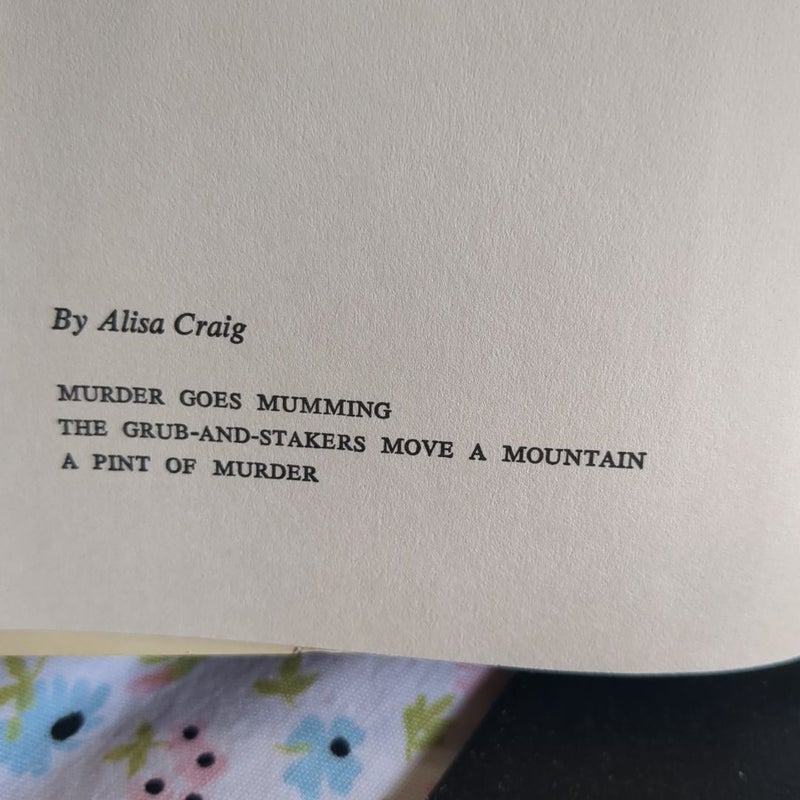 By Alisa Craig
MURDER GOES MUMMING
THE GRUB-AND-STAKERS MOVE A MOUNTAIN
A PINT OF MURDER